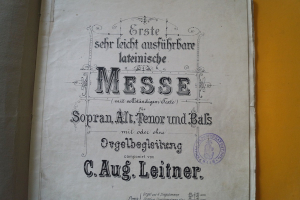 Erste
sehr leicht ausführbare
lateinische
MESSE
(mit vollständigem Texte)
für
Sopran, Alt, Tenor und Baſs
mit oder ohne
Orgelbegleitung
componirt von
C. Aug. Leitner.